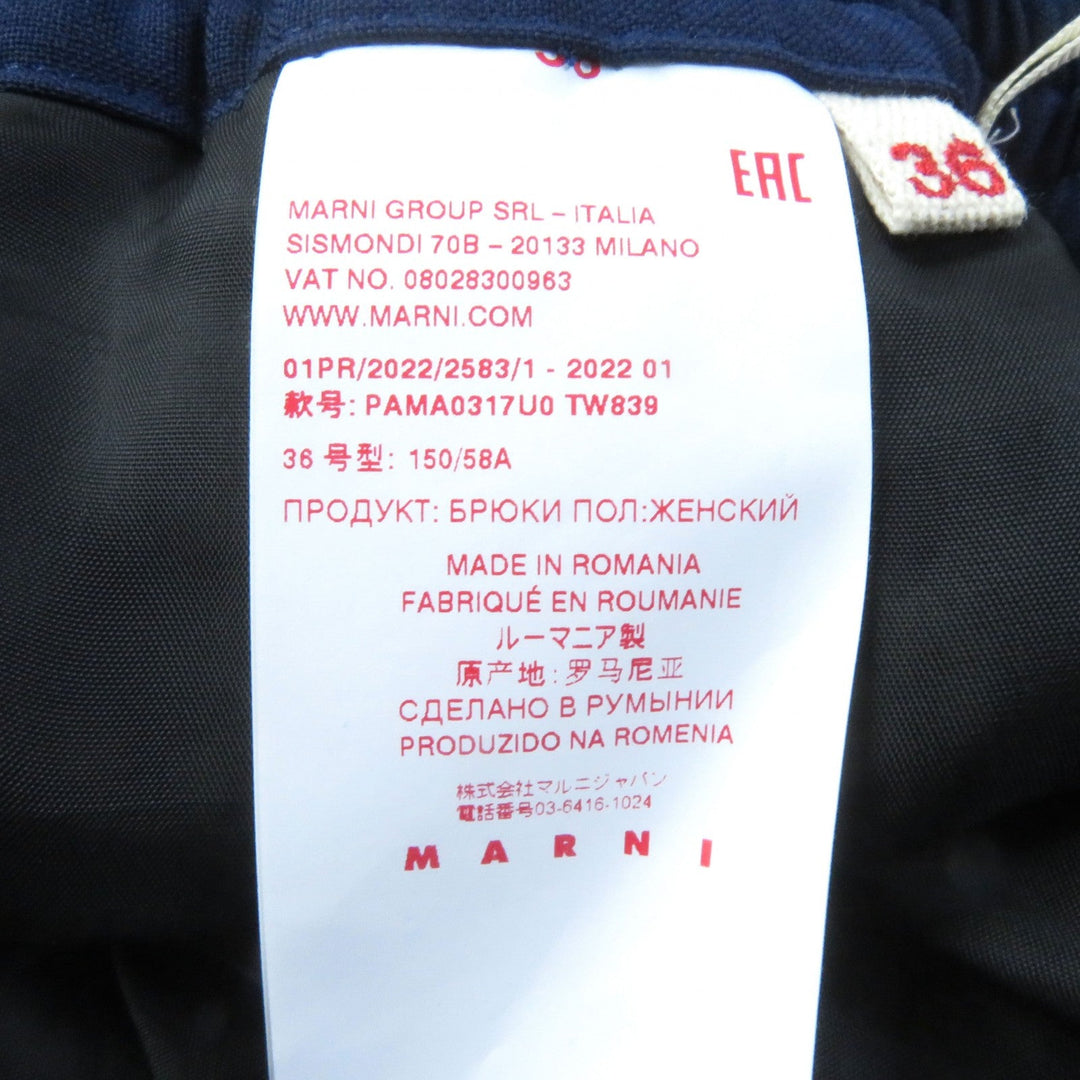 36
EAC
36
MARNI GROUP SRL – ITALIA
SISMONDI 70B – 20133 MILANO
VAT NO. 08028300963
WWW.MARNI.COM
01PR/2022/2583/1 - 2022 01
款号: PAMA0317U0 TW839
36 号型: 150/58A
ПРОДУКТ: БРЮКИ ПОЛ:ЖЕНСКИЙ
MADE IN ROMANIA
FABRIQUÉ EN ROUMANIE
ルーマニア製
原产地: 罗马尼亚
СДЕЛАНО В РУМЫНИИ
PRODUZIDO NA ROMENIA
株式会社マルニジャパン
電話番号03-6416-1024
MARNI